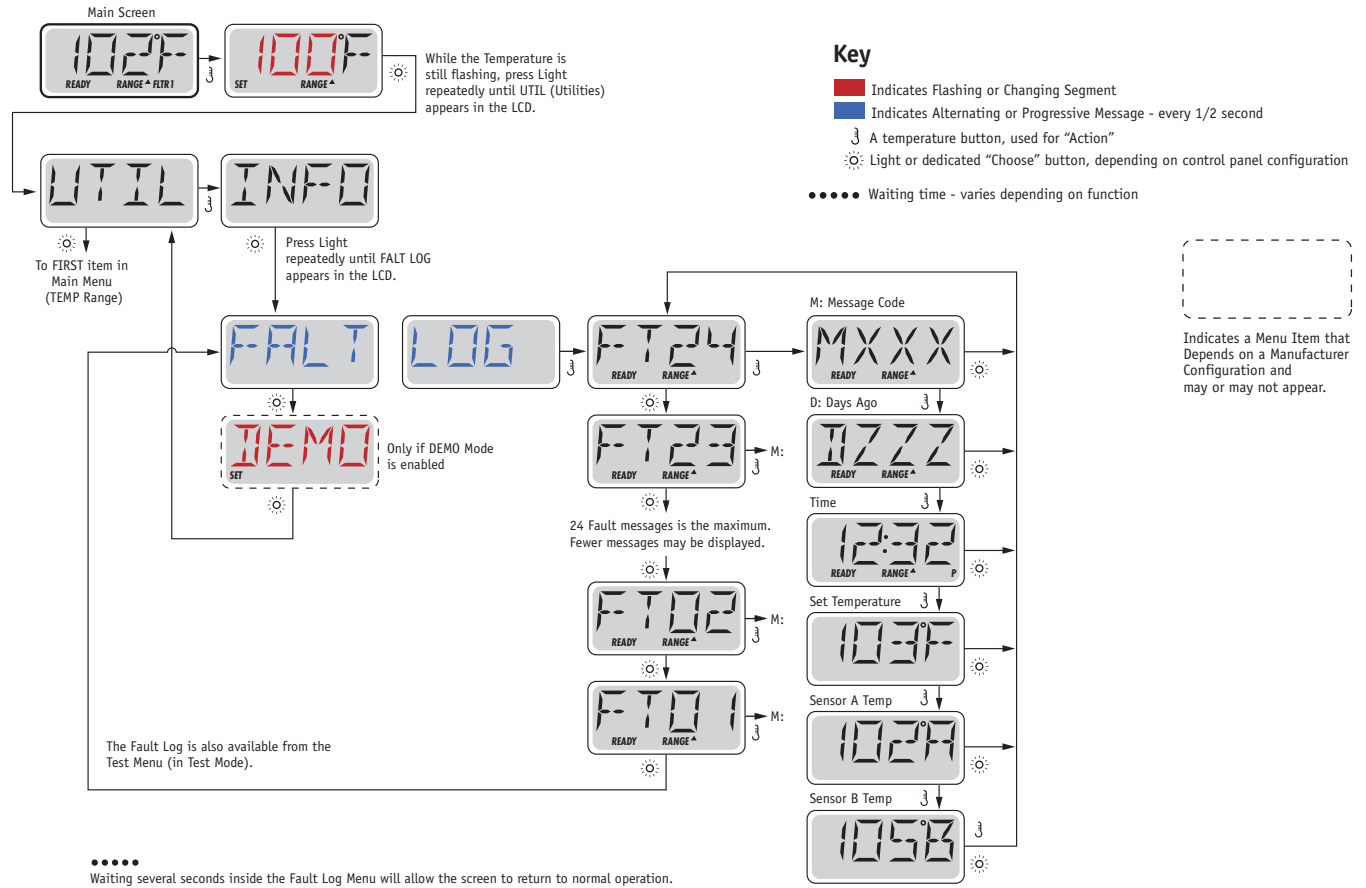 Main Screen
102°F
READY RANGE FLTR1
100°F
SET RANGE
While the Temperature is
still flashing, press Light
repeatedly until UTIL (Utilities)
appears in the LCD.
Key
Indicates Flashing or Changing Segment
Indicates Alternating or Progressive Message - every 1/2 second
A temperature button, used for “Action”
Light or dedicated “Choose” button, depending on control panel configuration
Waiting time - varies depending on function
UTIL
INFO
To FIRST item in
Main Menu
(TEMP Range)
Press Light
repeatedly until FALT LOG
appears in the LCD.
Indicates a Menu Item that
Depends on a Manufacturer
Configuration and
may or may not appear.
FALT
LOG
FT24
READY RANGE
M: Message Code
MXXX
READY RANGE
DEMO
SET
Only if DEMO Mode
is enabled
FT23
READY RANGE
M:
D: Days Ago
DZZZ
READY RANGE
24 Fault messages is the maximum.
Fewer messages may be displayed.
Time
12:32
READY RANGE P
FT02
READY RANGE
M:
Set Temperature
103°F
FT01
READY RANGE
M:
Sensor A Temp
102°A
The Fault Log is also available from the
Test Menu (in Test Mode).
Sensor B Temp
105°B
Waiting several seconds inside the Fault Log Menu will allow the screen to return to normal operation.